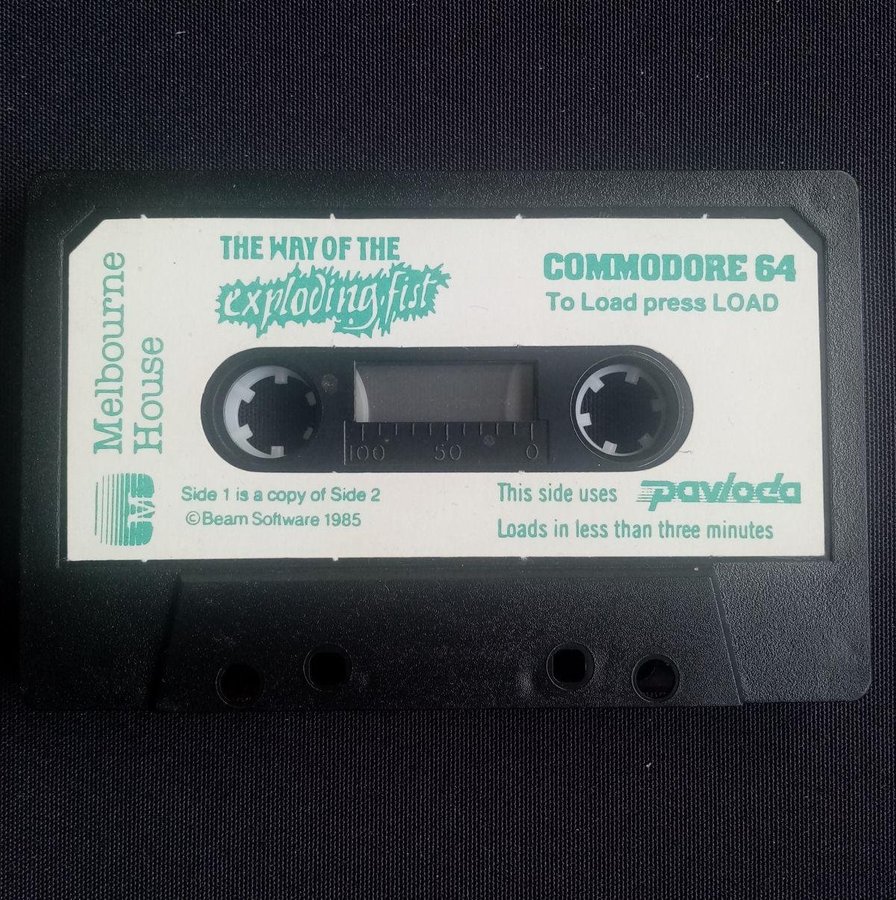 THE WAY OF THE
exploding fist
COMMODORE 64
To Load press LOAD
Melbourne
House
100 50 0
Side 1 is a copy of Side 2
©Beam Software 1985
This side uses pavloda
Loads in less than three minutes
M